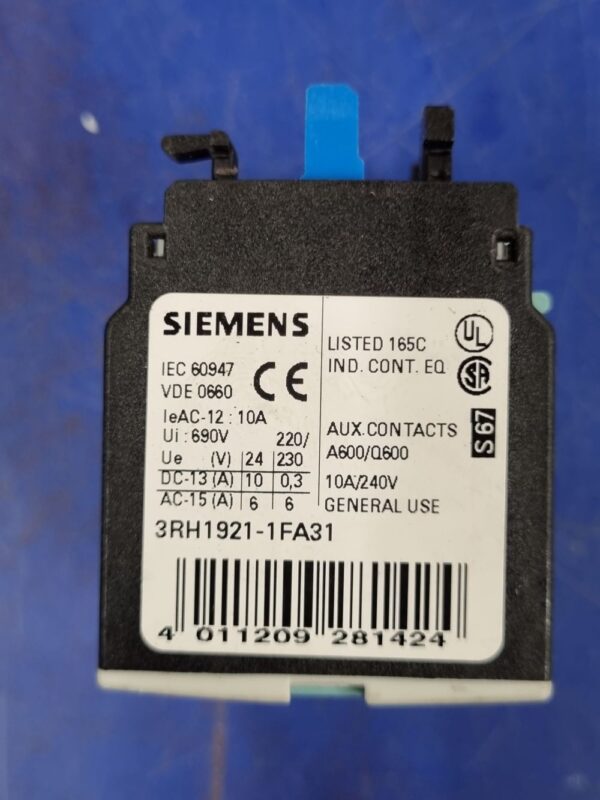 SIEMENS
IEC 60947
VDE 0660
CE
IeAC-12 : 10A
Ui : 690V
220/
Ue (V) 24 230
DC-13 (A) 10 0,3
AC-15 (A) 6 6
LISTED 165C
IND. CONT. EQ
UL
SA
AUX.CONTACTS
A600/Q600
S 67
10A/240V
GENERAL USE
3RH1921-1FA31
4 011209 281424